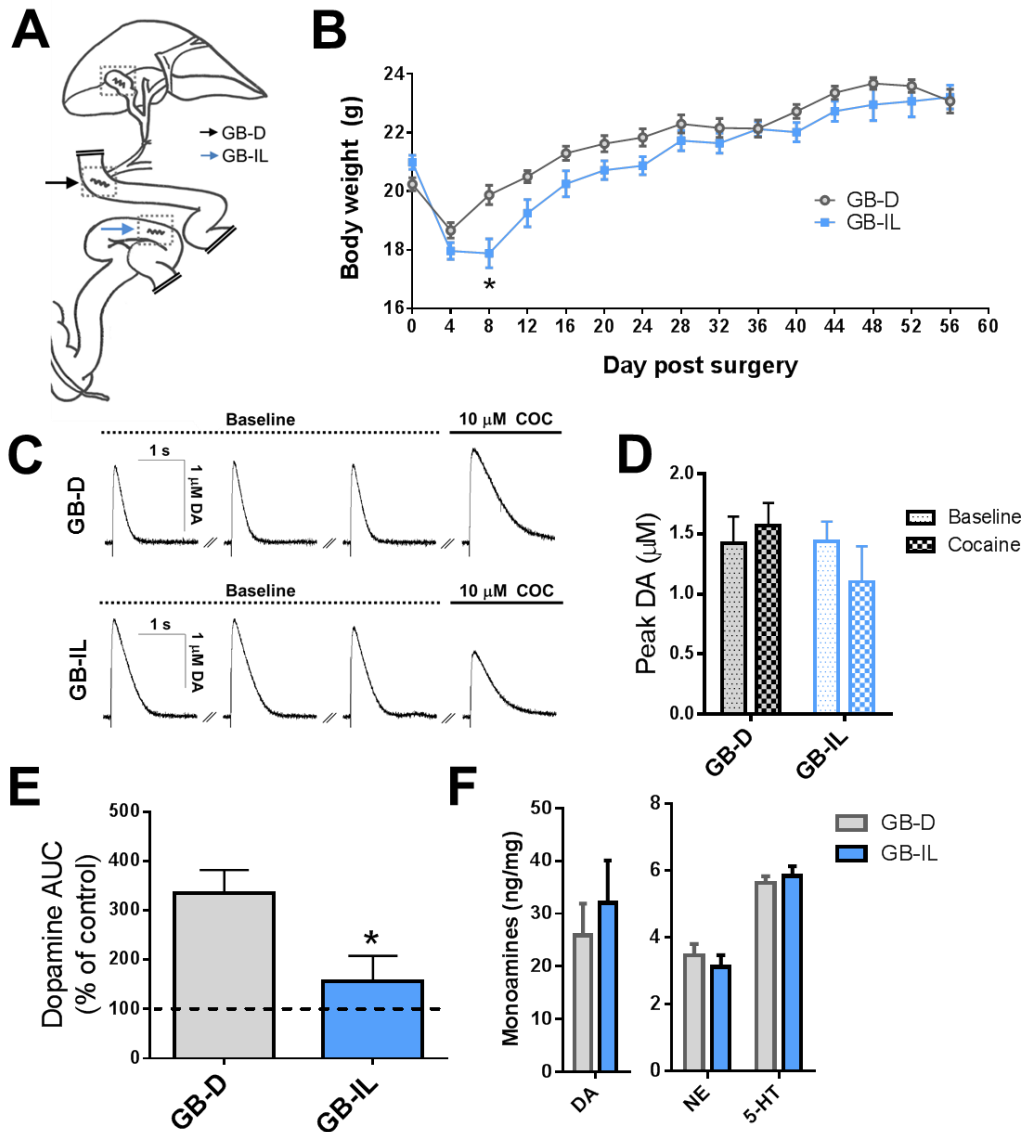 A
GB-D
GB-IL
B
Body weight (g)
24
22
20
18
16
*
0 4 8 12 16 20 24 28 32 36 40 44 48 52 56 60
Day post surgery
GB-D
GB-IL
C
Baseline
10 μM COC
GB-D
1 s
1 μM DA
Baseline
10 μM COC
GB-IL
1 s
1 μM DA
D
Peak DA (μM)
2.0
1.5
1.0
0.5
0.0
GB-D
GB-IL
Baseline
Cocaine
E
Dopamine AUC
(% of control)
500
400
300
200
100
0
*
GB-D
GB-IL
F
Monoamines (ng/mg)
50
40
30
20
10
0
DA
8
6
4
2
0
NE
5-HT
GB-D
GB-IL